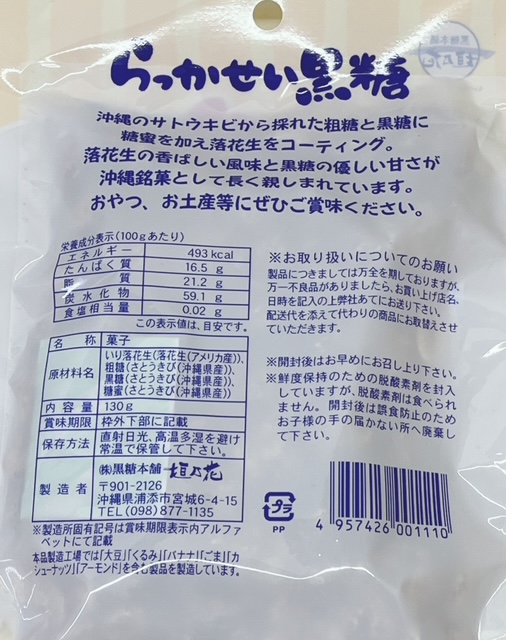 黒糖本舗
垣乃花
らっかせい黒糖
沖縄のサトウキビから採れた粗糖と黒糖に
糖蜜を加え落花生をコーティング。
落花生の香ばしい風味と黒糖の優しい甘さが
沖縄銘菓として長く親しまれています。
おやつ、お土産等にぜひご賞味ください。
栄養成分表示(100gあたり)
エネルギー 493 kcal
たんぱく質 16.5 g
脂質 21.2 g
炭水化物 59.1 g
食塩相当量 0.02 g
この表示値は、目安です。
名称 菓子
原材料名 いり落花生(落花生(アメリカ産))、
粗糖(さとうきび(沖縄県産))、
黒糖(さとうきび(沖縄県産))、
糖蜜(さとうきび(沖縄県産))
内容量 130g
賞味期限 枠外下部に記載
保存方法 直射日光、高温多湿を避け
常温で保管して下さい。
製造者 ㈱黒糖本舗 垣乃花
〒901-2126
沖縄県浦添市宮城6-4-15
TEL(098)877-1135
※製造所固有記号は賞味期限表示内アルファ
ベットにて記載
本品製造工場では「大豆」「くるみ」「バナナ」「ごま」「カ
シューナッツ」「アーモンド」を含む製品を製造しています。
※お取り扱いについてのお願い
製品につきましては万全を期しておりますが、
万一不良品がありましたら、お買い上げ店名、
日時を記入の上弊社あてにお送り下さい。
配送代を添えて代わりの商品にお取替えさせ
ていただきます。
※開封後はお早めにお召し上り下さい。
※鮮度保持のための脱酸素剤を封入
していますが、脱酸素剤は食べられ
ません。開封後は誤食防止のため
お子様の手の届かない所へ廃棄し
て下さい。
プラ
PP
4 957426 001110